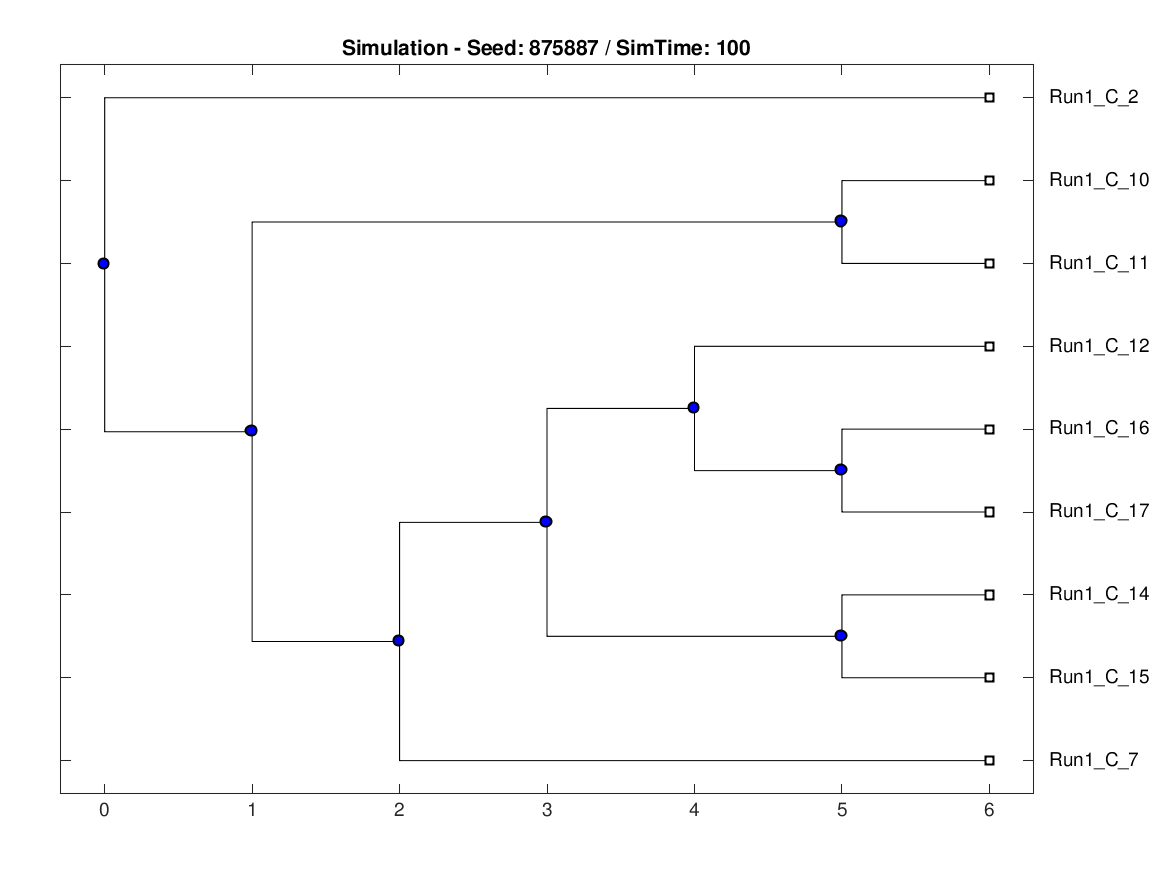 Simulation - Seed: 875887 / SimTime: 100
Run1_C_2
Run1_C_10
Run1_C_11
Run1_C_12
Run1_C_16
Run1_C_17
Run1_C_14
Run1_C_15
Run1_C_7
0 1 2 3 4 5 6